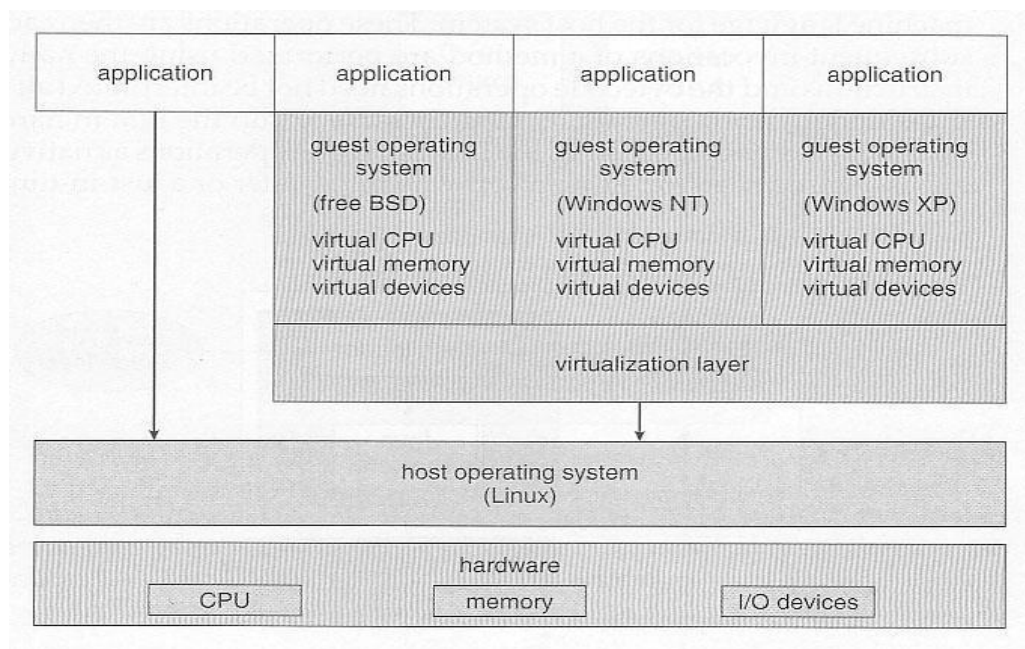 application
application
application
application
guest operating
system
(free BSD)
virtual CPU
virtual memory
virtual devices
guest operating
system
(Windows NT)
virtual CPU
virtual memory
virtual devices
guest operating
system
(Windows XP)
virtual CPU
virtual memory
virtual devices
virtualization layer
host operating system
(Linux)
hardware
CPU
memory
I/O devices